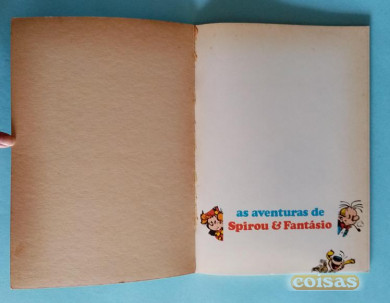 as aventuras de
Spirou & Fantásio
coisas